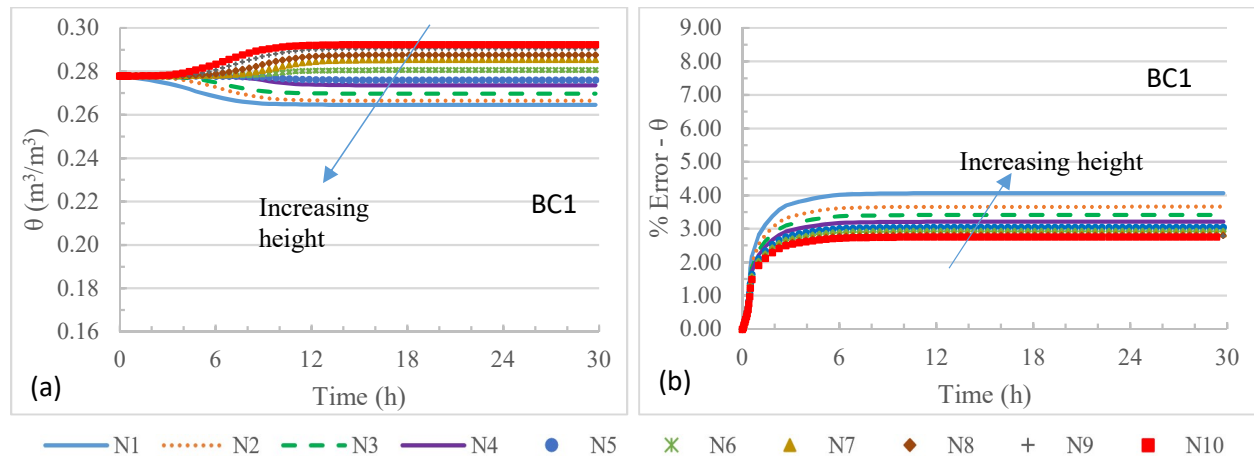 0.30
0.28
0.26
0.24
0.22
0.20
0.18
0.16
θ (m³/m³)
0 6 12 18 24 30
Time (h)
(a)
BC1
Increasing
height
BC1
9.00
8.00
7.00
6.00
5.00
4.00
3.00
2.00
1.00
0.00
% Error - θ
0 6 12 18 24 30
Time (h)
(b)
BC1
Increasing height
N1 N2 N3 N4 N5 N6 N7 N8 N9 N10